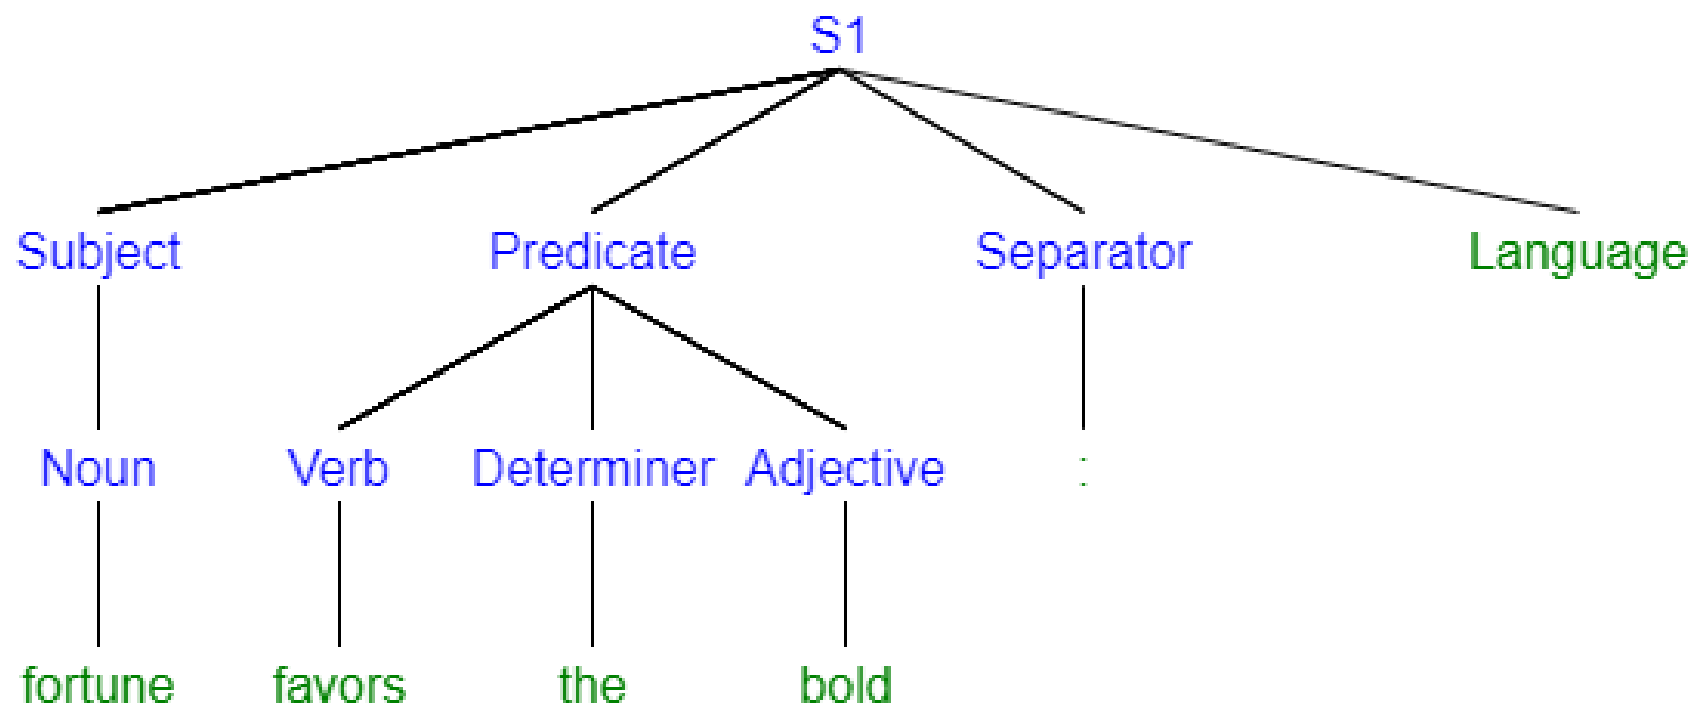 S1
Subject Predicate Separator Language
Noun Verb Determiner Adjective :
fortune favors the bold